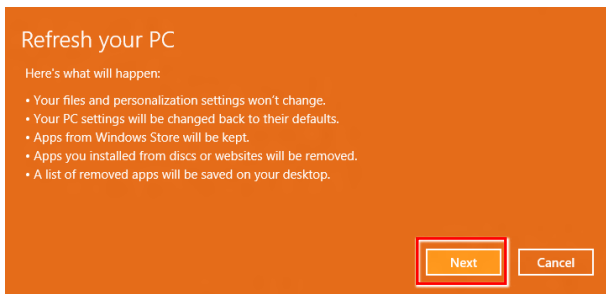 Refresh your PC
Here's what will happen:
• Your files and personalization settings won't change.
• Your PC settings will be changed back to their defaults.
• Apps from Windows Store will be kept.
• Apps you installed from discs or websites will be removed.
• A list of removed apps will be saved on your desktop.
Next Cancel